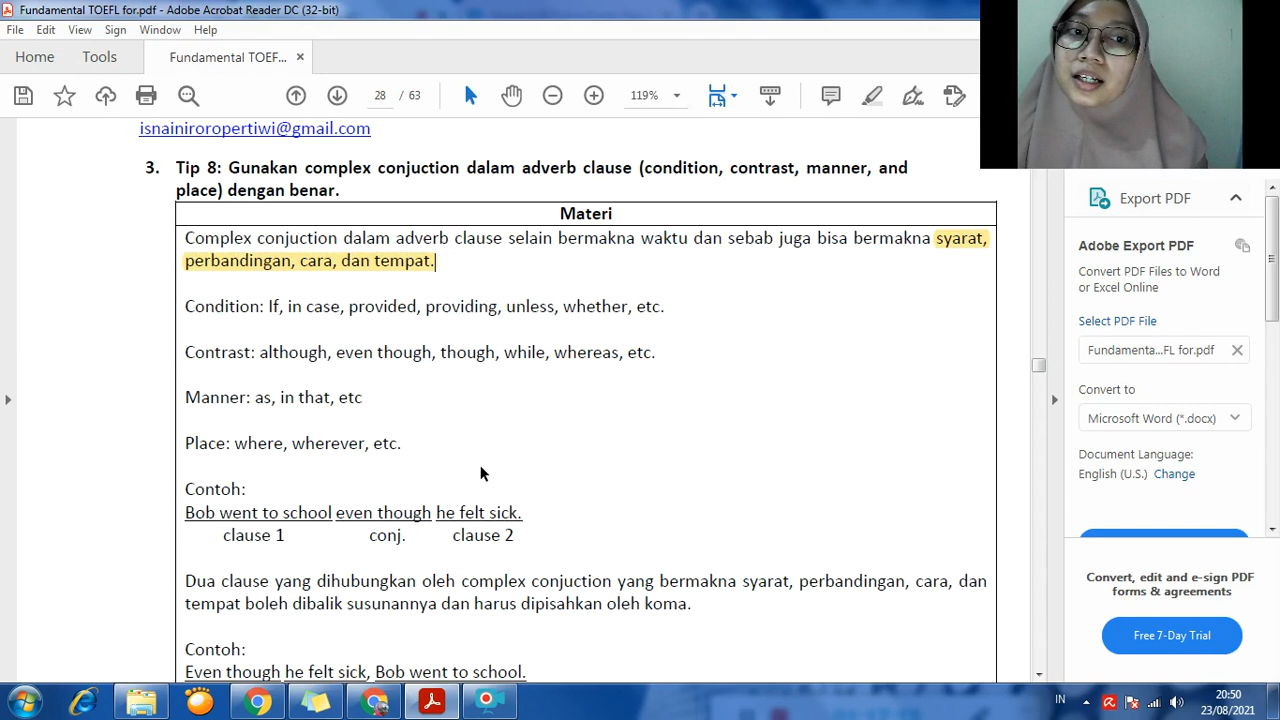 Fundamental TOEFL for.pdf - Adobe Acrobat Reader DC (32-bit)
File Edit View Sign Window Help
Home Tools Fundamental TOEF... ×
28 / 63 119%
isnainiroropertiwi@gmail.com
3. Tip 8: Gunakan complex conjuction dalam adverb clause (condition, contrast, manner, and
place) dengan benar.
Materi
Complex conjuction dalam adverb clause selain bermakna waktu dan sebab juga bisa bermakna syarat,
perbandingan, cara, dan tempat.
Condition: If, in case, provided, providing, unless, whether, etc.
Contrast: although, even though, though, while, whereas, etc.
Manner: as, in that, etc
Place: where, wherever, etc.
Contoh:
Bob went to school even though he felt sick.
clause 1 conj. clause 2
Dua clause yang dihubungkan oleh complex conjuction yang bermakna syarat, perbandingan, cara, dan
tempat boleh dibalik susunannya dan harus dipisahkan oleh koma.
Contoh:
Even though he felt sick, Bob went to school.
Export PDF
Adobe Export PDF
Convert PDF Files to Word
or Excel Online
Select PDF File
Fundamenta...FL for.pdf
Convert to
Microsoft Word (*.docx)
Document Language:
English (U.S.) Change
Convert, edit and e-sign PDF
forms & agreements
Free 7-Day Trial
IN
20:50
23/08/2021